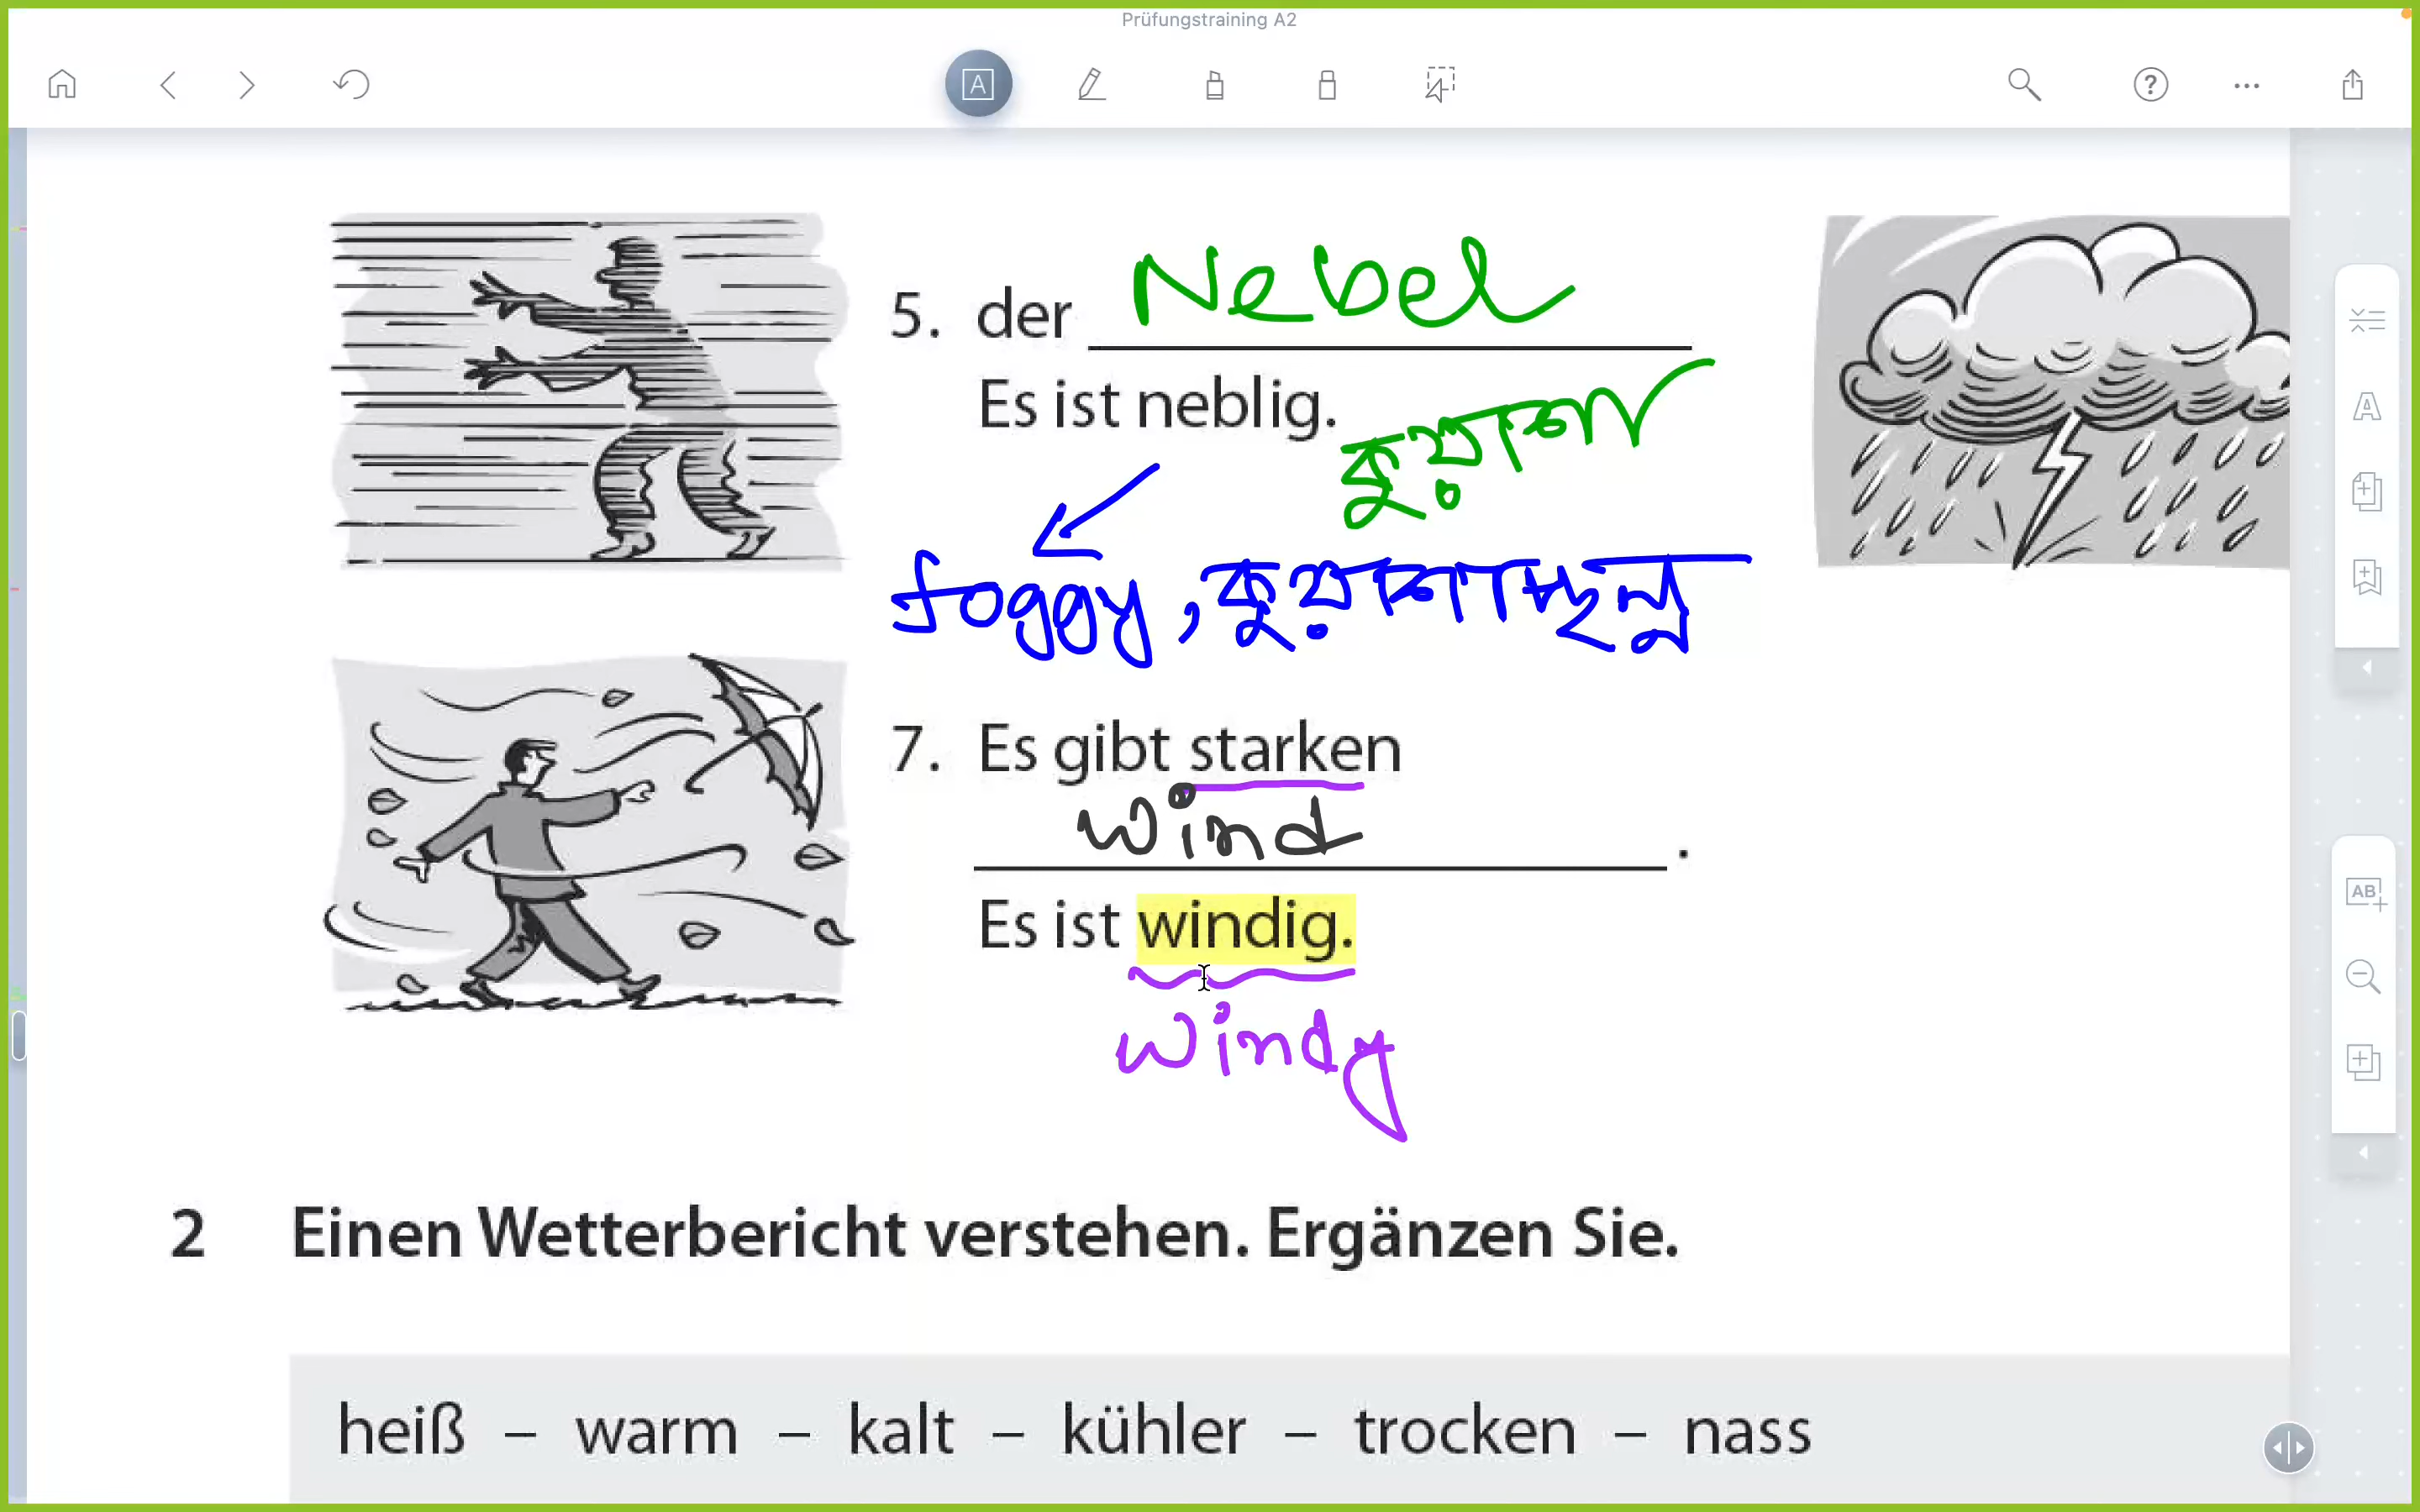 Prüfungstraining A2
5. der Nebel
Es ist neblig.
foggy, কুয়াশাচ্ছন্ন
7. Es gibt starken
Wind.
Es ist windig.
windy
2 Einen Wetterbericht verstehen. Ergänzen Sie.
heiß – warm – kalt – kühler – trocken – nass